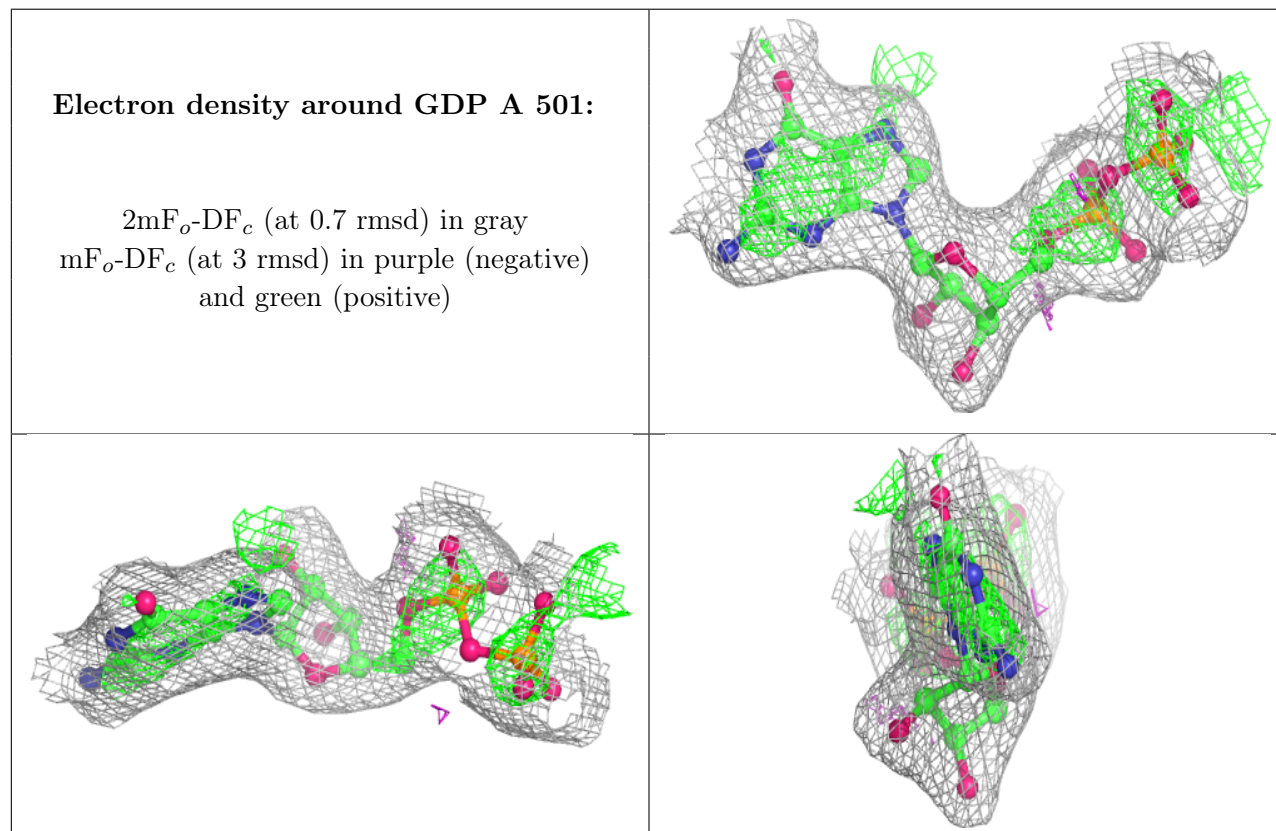 Electron density around GDP A 501:
2mFo-DFc (at 0.7 rmsd) in gray
mFo-DFc (at 3 rmsd) in purple (negative)
and green (positive)